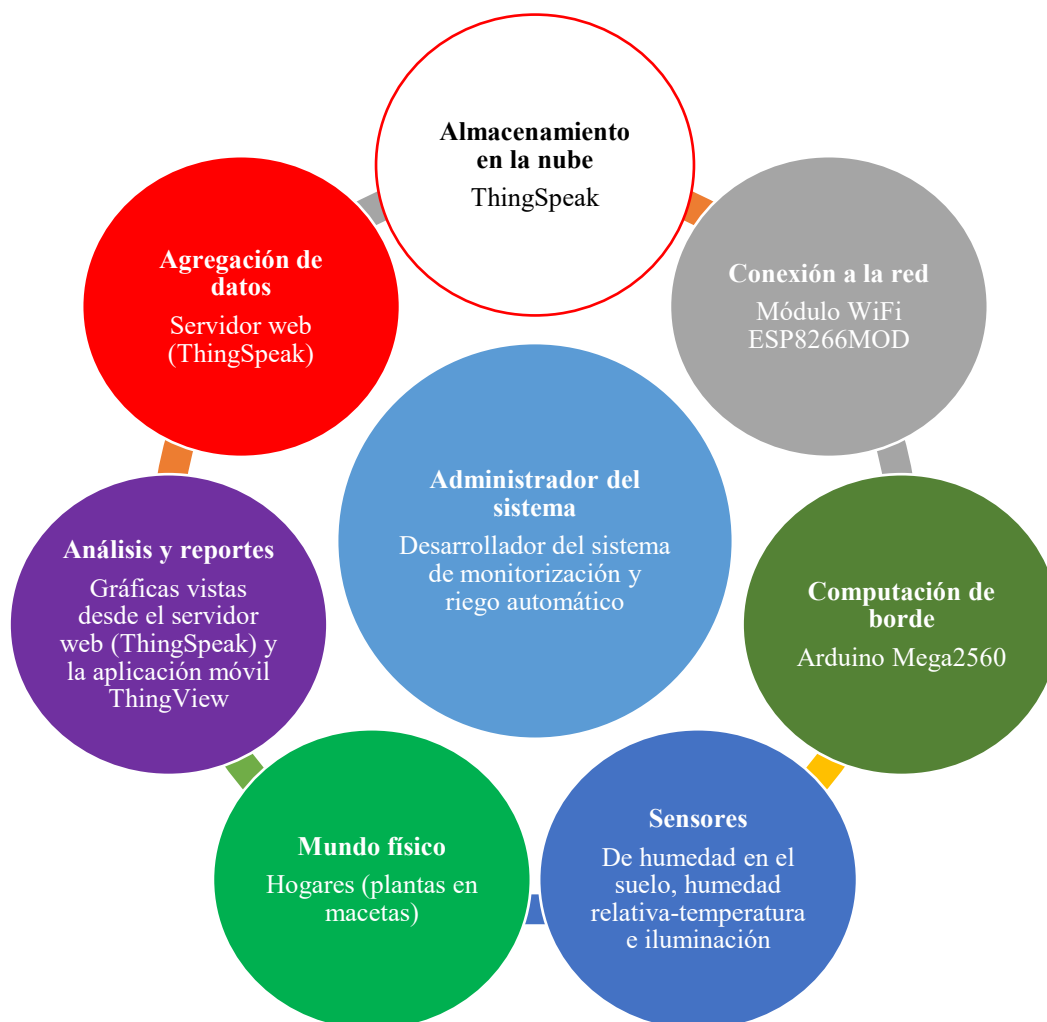 Almacenamiento
en la nube
ThingSpeak
Agregación de
datos
Servidor web
(ThingSpeak)
Conexión a la red
Módulo WiFi
ESP8266MOD
Administrador del
sistema
Desarrollador del sistema
de monitorización y
riego automático
Análisis y reportes
Gráficas vistas
desde el servidor
web (ThingSpeak) y
la aplicación móvil
ThingView
Computación de
borde
Arduino Mega2560
Mundo físico
Hogares (plantas en
macetas)
Sensores
De humedad en el
suelo, humedad
relativa-temperatura
e iluminación